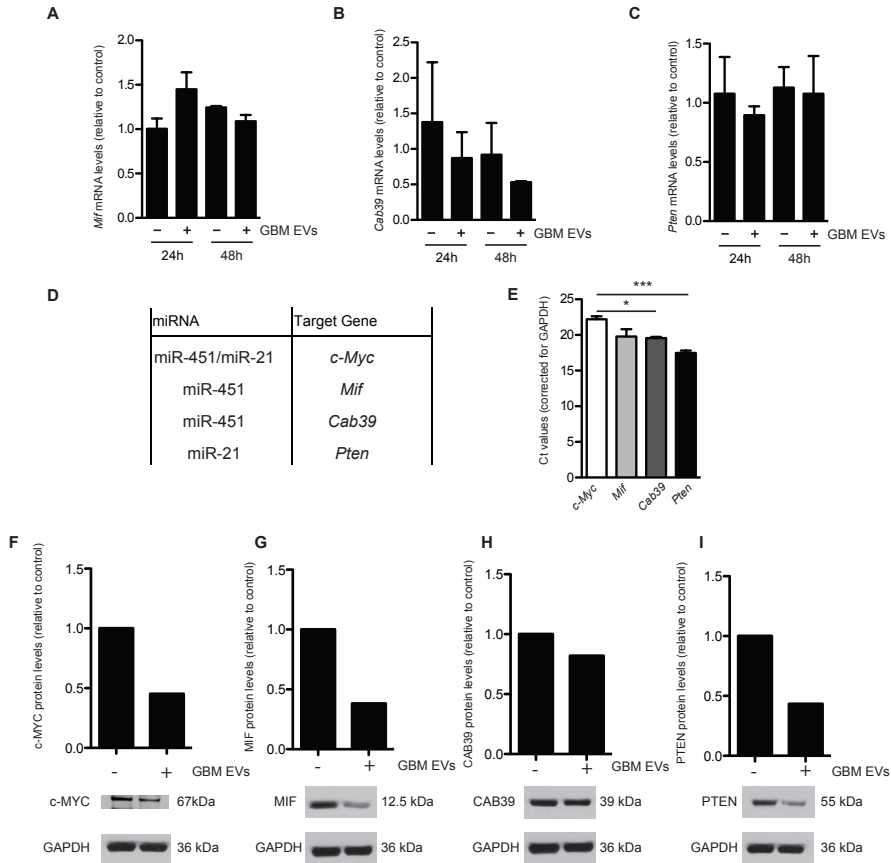 A
Mif mRNA levels (relative to control)
2.0
1.5
1.0
0.5
0.0
– + – + GBM EVs
24h 48h
B
Cab39 mRNA levels (relative to control)
2.5
2.0
1.5
1.0
0.5
0.0
– + – + GBM EVs
24h 48h
C
Pten mRNA levels (relative to control)
1.5
1.0
0.5
0.0
– + – + GBM EVs
24h 48h
D
miRNA Target Gene
miR-451/miR-21 c-Myc
miR-451 Mif
miR-451 Cab39
miR-21 Pten
E
Ct values (corrected for GAPDH)
25
20
15
10
5
0
***
*
c-Myc Mif Cab39 Pten
F
c-MYC protein levels (relative to control)
1.5
1.0
0.5
0.0
- + GBM EVs
c-MYC 67kDa
GAPDH 36 kDa
G
MIF protein levels (relative to control)
1.5
1.0
0.5
0.0
- + GBM EVs
MIF 12.5 kDa
GAPDH 36 kDa
H
CAB39 protein levels (relative to control)
1.5
1.0
0.5
0.0
- + GBM EVs
CAB39 39 kDa
GAPDH 36 kDa
I
PTEN protein levels (relative to control)
1.5
1.0
0.5
0.0
- + GBM EVs
PTEN 55 kDa
GAPDH 36 kDa